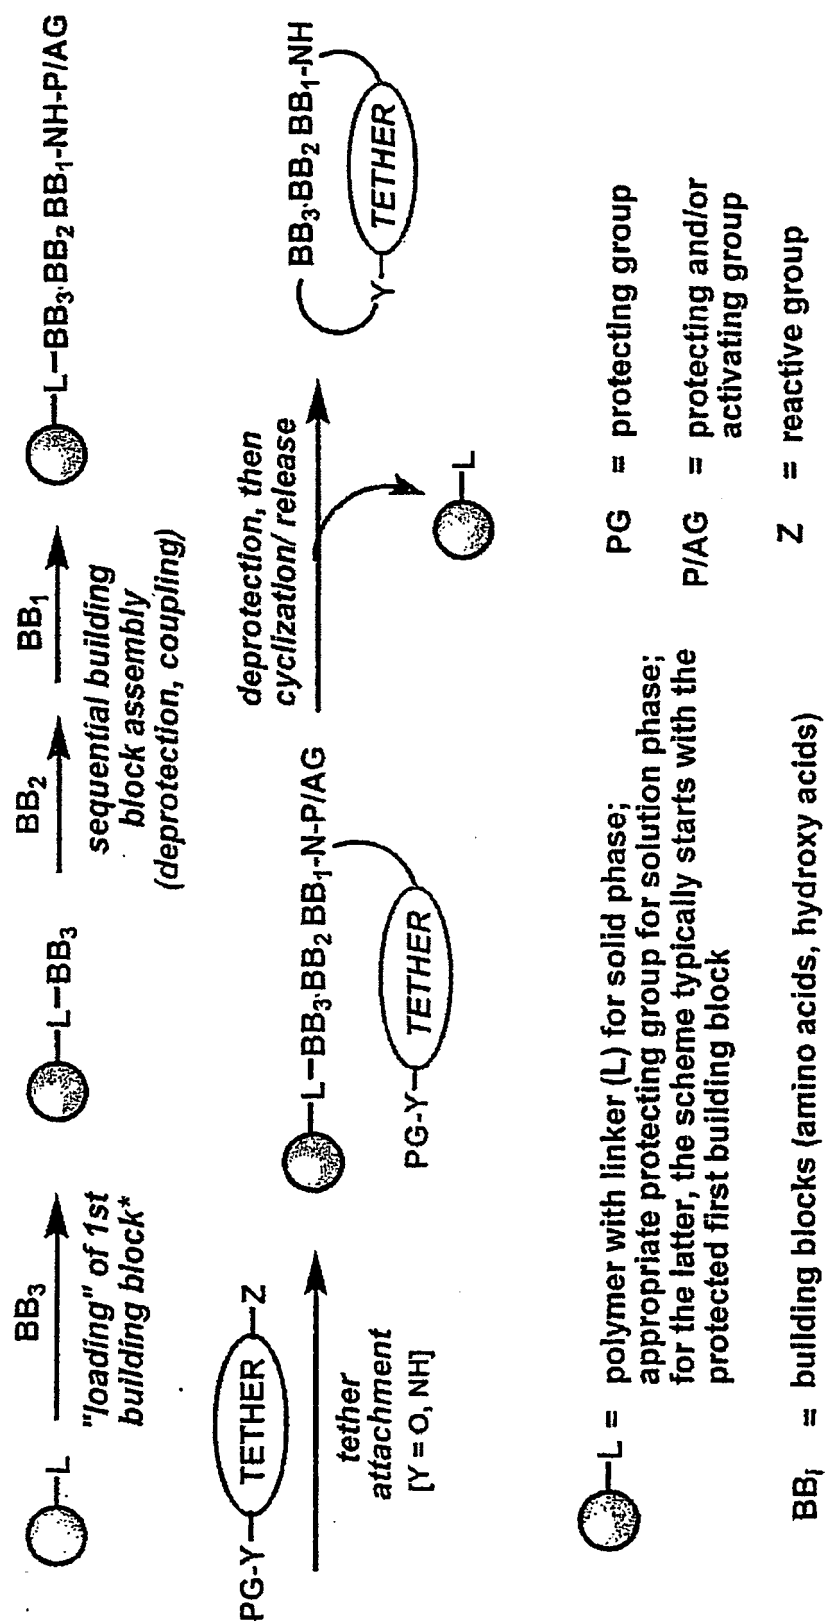 L
BB3
"loading" of 1st
building block*
L–BB3
BB2
BB1
sequential building
block assembly
(deprotection, coupling)
L–BB3·BB2 BB1-NH-P/AG
PG-Y–TETHER–Z
tether
attachment
[Y = O, NH]
L–BB3·BB2 BB1-N-P/AG
PG-Y–TETHER
deprotection, then
cyclization/ release
L
BB3·BB2 BB1-NH
Y–TETHER
L = polymer with linker (L) for solid phase;
appropriate protecting group for solution phase;
for the latter, the scheme typically starts with the
protected first building block
BBi = building blocks (amino acids, hydroxy acids)
PG = protecting group
P/AG = protecting and/or
activating group
Z = reactive group